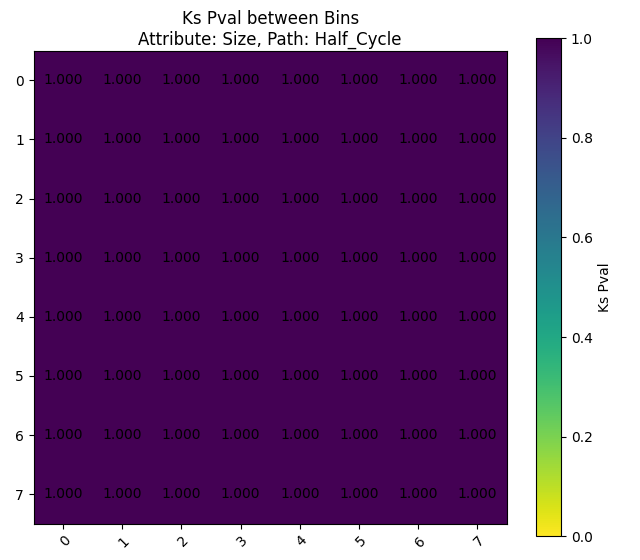 Ks Pval between Bins
Attribute: Size, Path: Half_Cycle
0 1.000 1.000 1.000 1.000 1.000 1.000 1.000 1.000
1 1.000 1.000 1.000 1.000 1.000 1.000 1.000 1.000
2 1.000 1.000 1.000 1.000 1.000 1.000 1.000 1.000
3 1.000 1.000 1.000 1.000 1.000 1.000 1.000 1.000
4 1.000 1.000 1.000 1.000 1.000 1.000 1.000 1.000
5 1.000 1.000 1.000 1.000 1.000 1.000 1.000 1.000
6 1.000 1.000 1.000 1.000 1.000 1.000 1.000 1.000
7 1.000 1.000 1.000 1.000 1.000 1.000 1.000 1.000
0 1 2 3 4 5 6 7
1.0
0.8
0.6
0.4
0.2
0.0
Ks Pval